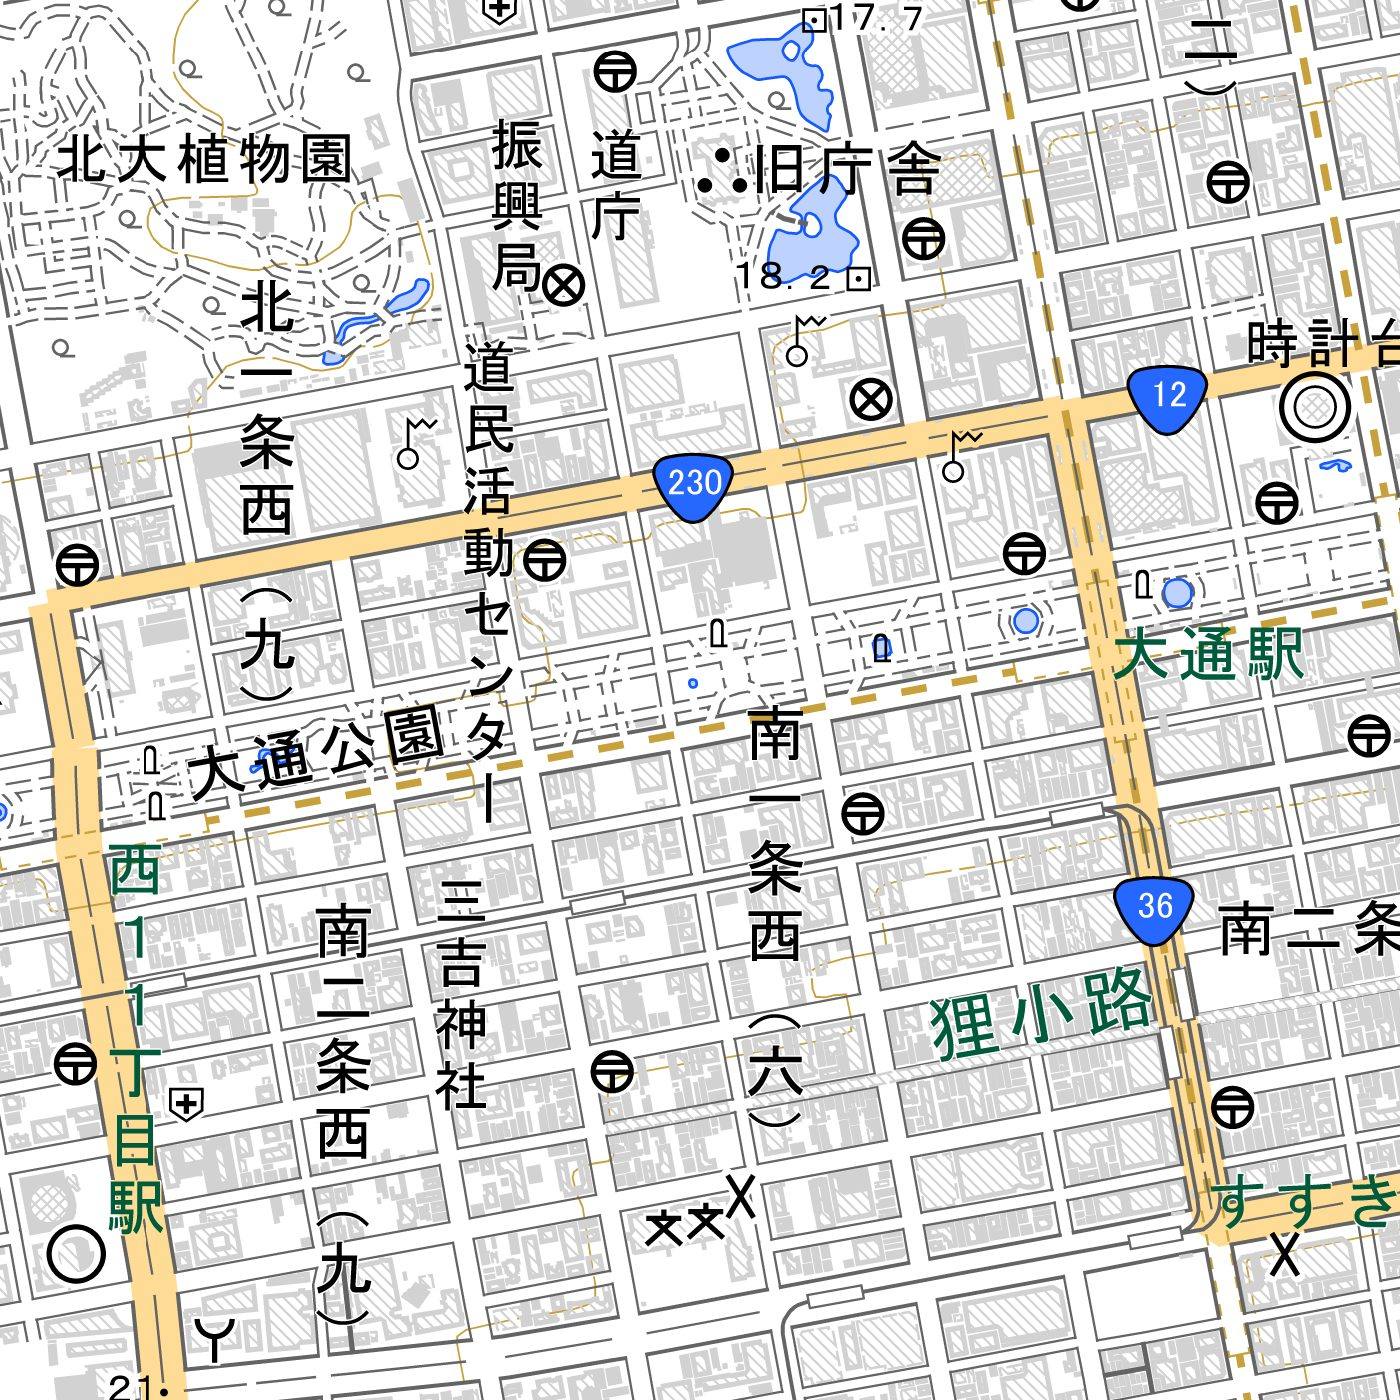 17.7
二）
北大植物園
振興局
道庁
旧庁舎
18.2
北一条西（九）
道民活動センター
時計台
12
230
大通駅
大通公園
南一条西（六）
西11丁目駅
三吉神社
南二条西（九）
36
南二条
狸小路
すすき
21.